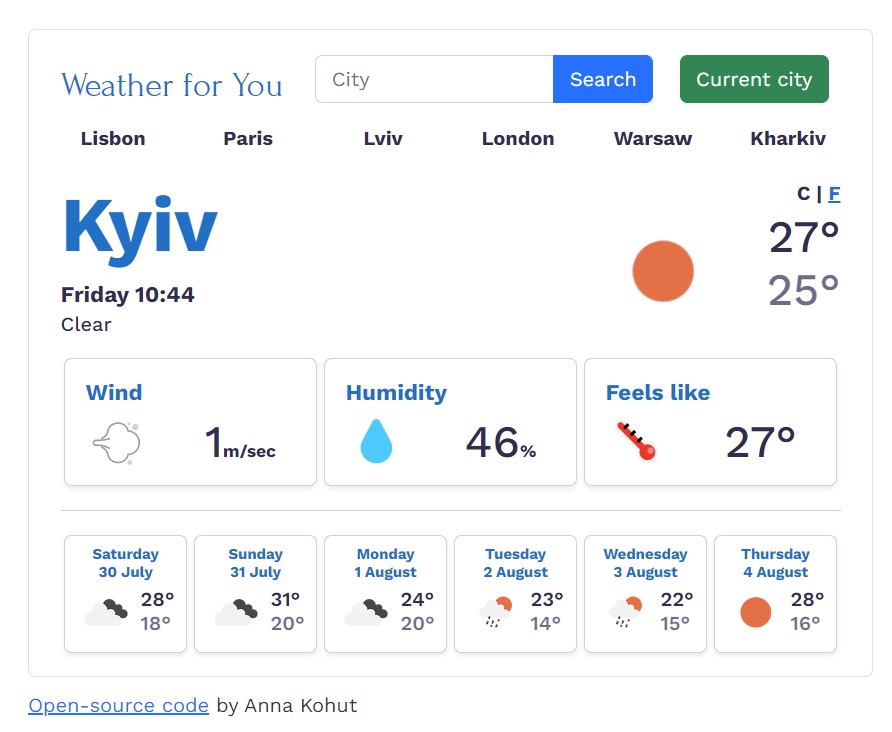 Weather for You City Search Current city
Lisbon Paris Lviv London Warsaw Kharkiv
Kyiv
Friday 10:44
Clear
C | F
27°
25°
Wind
1m/sec
Humidity
46%
Feels like
27°
Saturday
30 July
28°
18°
Sunday
31 July
31°
20°
Monday
1 August
24°
20°
Tuesday
2 August
23°
14°
Wednesday
3 August
22°
15°
Thursday
4 August
28°
16°
Open-source code by Anna Kohut